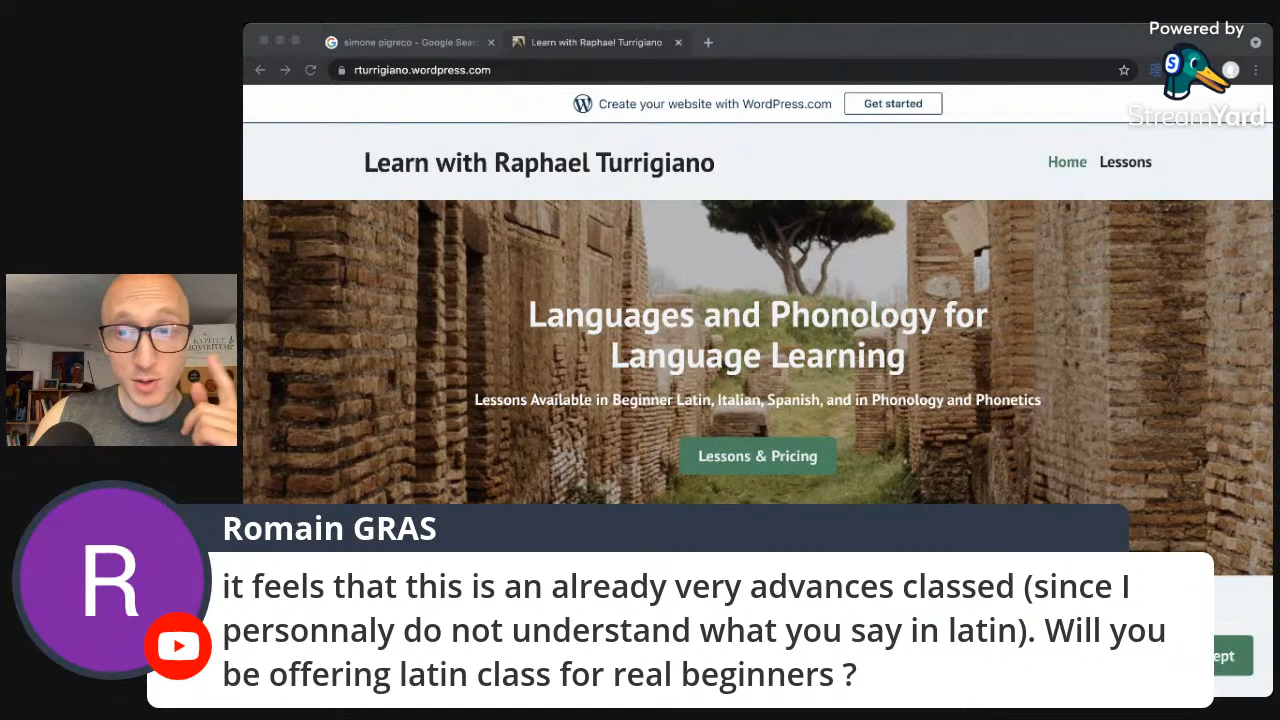 Powered by
StreamYard
simone pigreco - Google Sear
Learn with Raphael Turrigiano
rturrigiano.wordpress.com
Create your website with WordPress.com
Get started
Learn with Raphael Turrigiano
Home Lessons
Languages and Phonology for
Language Learning
Lessons Available in Beginner Latin, Italian, Spanish, and in Phonology and Phonetics
Lessons & Pricing
R
Romain GRAS
it feels that this is an already very advances classed (since I
personnaly do not understand what you say in latin). Will you
be offering latin class for real beginners ?
ept